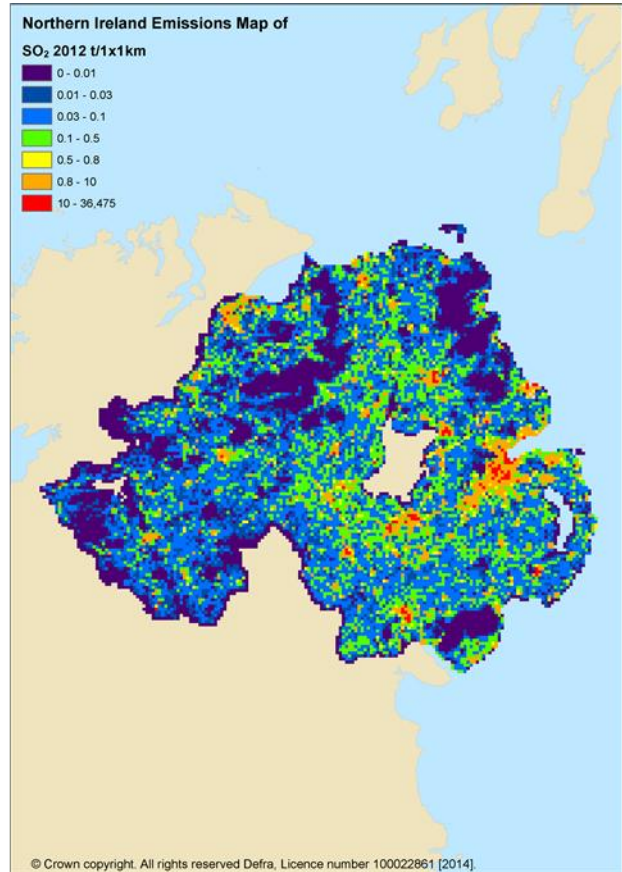 Northern Ireland Emissions Map of
SO₂ 2012 t/1x1km
0 - 0.01
0.01 - 0.03
0.03 - 0.1
0.1 - 0.5
0.5 - 0.8
0.8 - 10
10 - 36,475
© Crown copyright. All rights reserved Defra, Licence number 100022861 [2014].